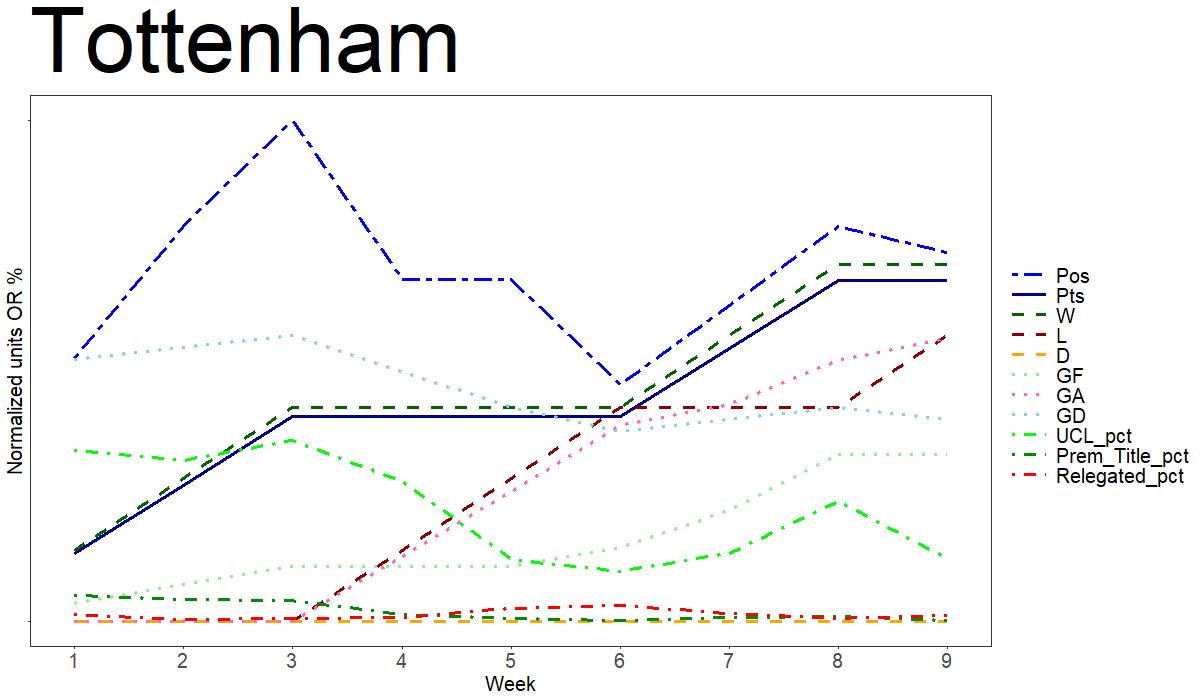 Tottenham
Normalized units OR %
Pos
Pts
W
L
D
GF
GA
GD
UCL_pct
Prem_Title_pct
Relegated_pct
1 2 3 4 5 6 7 8 9
Week